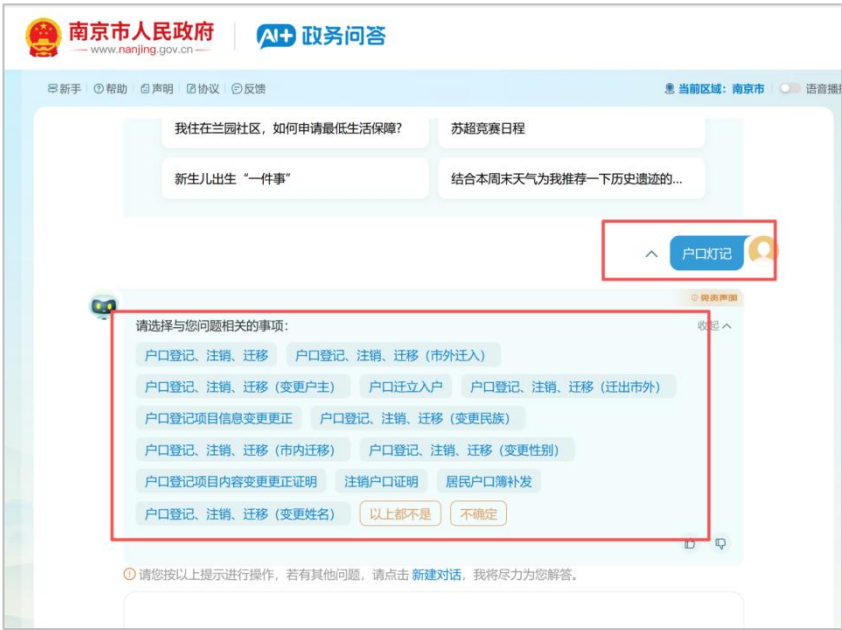 南京市人民政府
www.nanjing.gov.cn
AI+ 政务问答
新手 帮助 声明 协议 反馈
当前区域：南京市 语音播
我住在兰园社区，如何申请最低生活保障？ 苏超竞赛日程
新生儿出生“一件事” 结合本周末天气为我推荐一下历史遗迹的...
户口灯记
免责声明
请选择与您问题相关的事项：
收起
户口登记、注销、迁移 户口登记、注销、迁移（市外迁入）
户口登记、注销、迁移（变更户主） 户口迁立入户 户口登记、注销、迁移（迁出市外）
户口登记项目信息变更更正 户口登记、注销、迁移（变更民族）
户口登记、注销、迁移（市内迁移） 户口登记、注销、迁移（变更性别）
户口登记项目内容变更更正证明 注销户口证明 居民户口簿补发
户口登记、注销、迁移（变更姓名） 以上都不是 不确定
请您按以上提示进行操作，若有其他问题，请点击 新建对话，我将尽力为您解答。